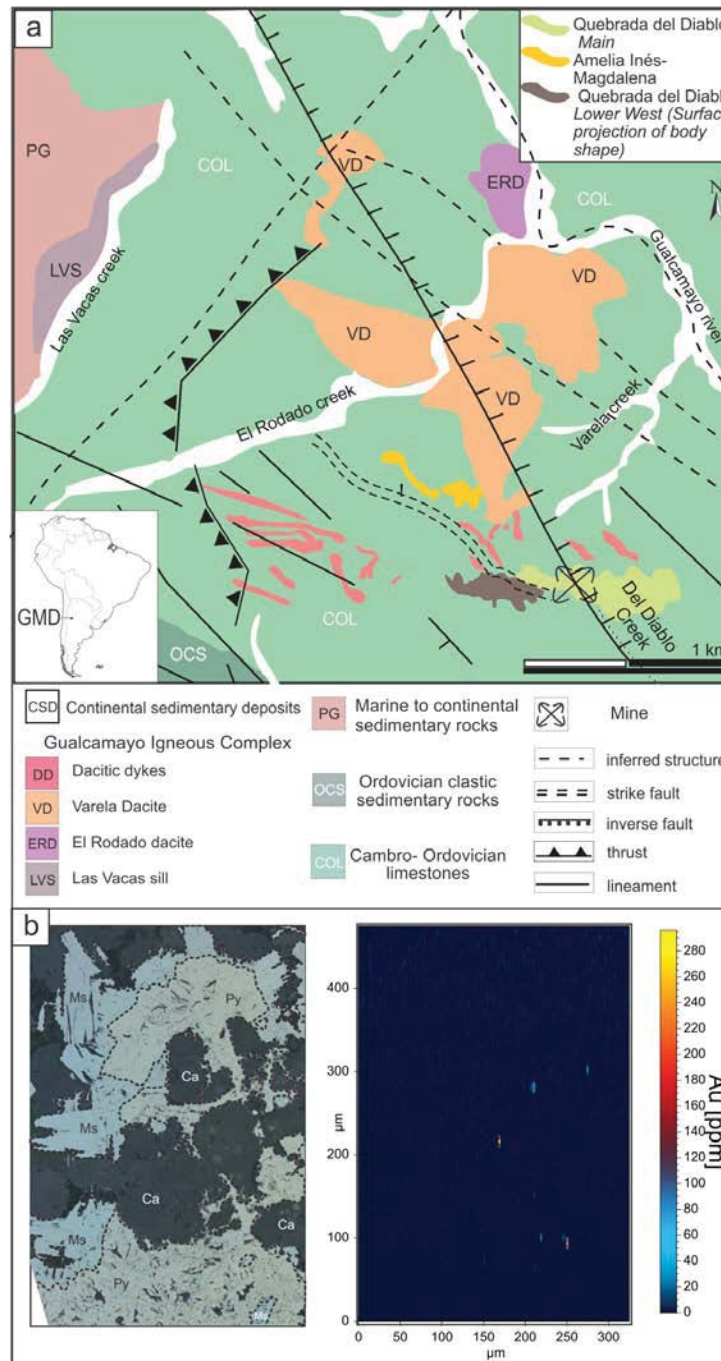 a
Quebrada del Diabl
Main
Amelia Inés-
Magdalena
Quebrada del Diabl
Lower West (Surfac
projection of body
shape)
N
PG
COL
VD
ERD
COL
LVS
Las Vacas creek
VD
VD
Gualcamayo river
El Rodado creek
VD
Varela creek
GMD
COL
OCS
Del Diablo
Creek
1 km
CSD Continental sedimentary deposits
Gualcamayo Igneous Complex
DD Dacitic dykes
VD Varela Dacite
ERD El Rodado dacite
LVS Las Vacas sill
PG Marine to continental
sedimentary rocks
OCS Ordovician clastic
sedimentary rocks
COL Cambro- Ordovician
limestones
Mine
inferred structure
strike fault
inverse fault
thrust
lineament
b
Ms
Py
Ca
Ms
Ca
Ca
Ms
Py
400
300
200
100
0
µm
0 50 100 150 200 250 300
µm
280
260
240
220
200
180
160
140
120
100
80
60
40
20
0
Au [ppm]